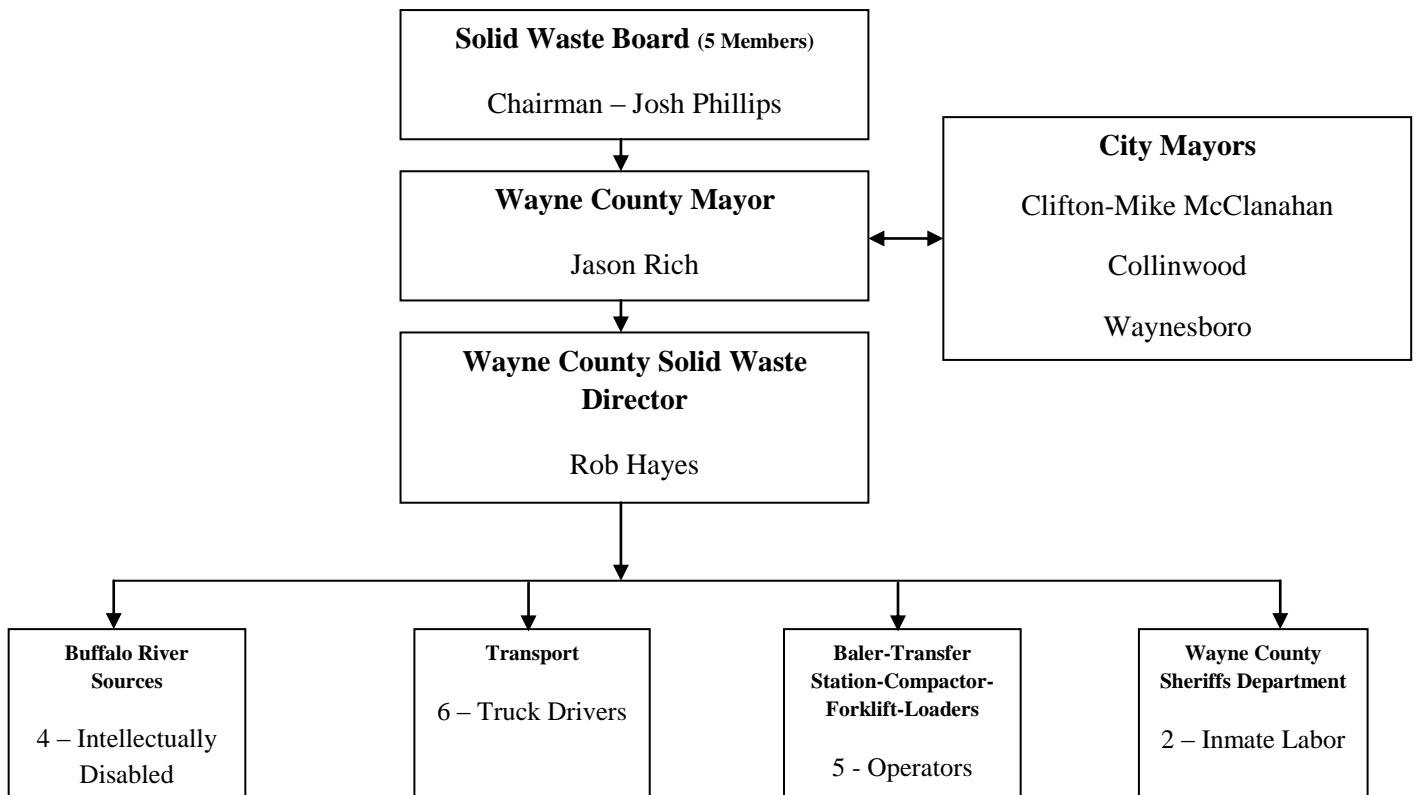 Solid Waste Board (5 Members)
Chairman – Josh Phillips
Wayne County Mayor
Jason Rich
City Mayors
Clifton-Mike McClanahan
Collinwood
Waynesboro
Wayne County Solid Waste
Director
Rob Hayes
Buffalo River
Sources
4 – Intellectually
Disabled
Transport
6 – Truck Drivers
Baler-Transfer
Station-Compactor-
Forklift-Loaders
5 - Operators
Wayne County
Sheriffs Department
2 – Inmate Labor